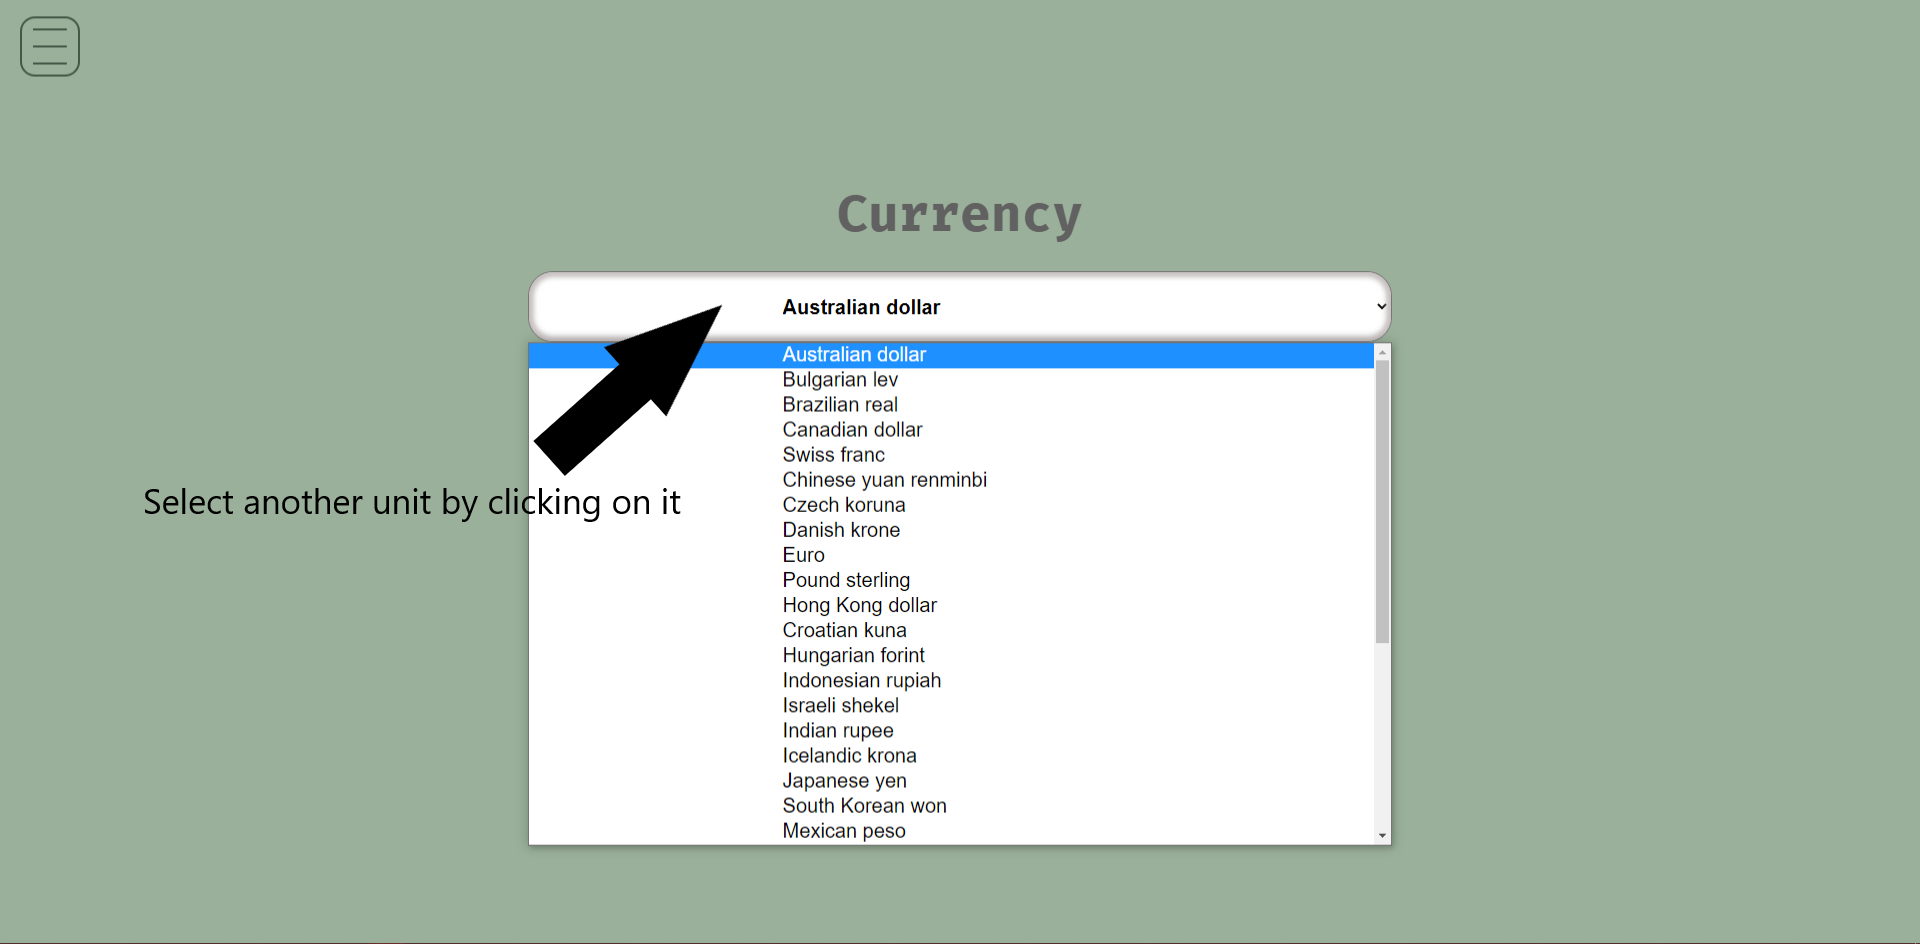 Currency
Australian dollar
Australian dollar
Bulgarian lev
Brazilian real
Canadian dollar
Swiss franc
Chinese yuan renminbi
Czech koruna
Danish krone
Euro
Pound sterling
Hong Kong dollar
Croatian kuna
Hungarian forint
Indonesian rupiah
Israeli shekel
Indian rupee
Icelandic krona
Japanese yen
South Korean won
Mexican peso
Select another unit by clicking on it